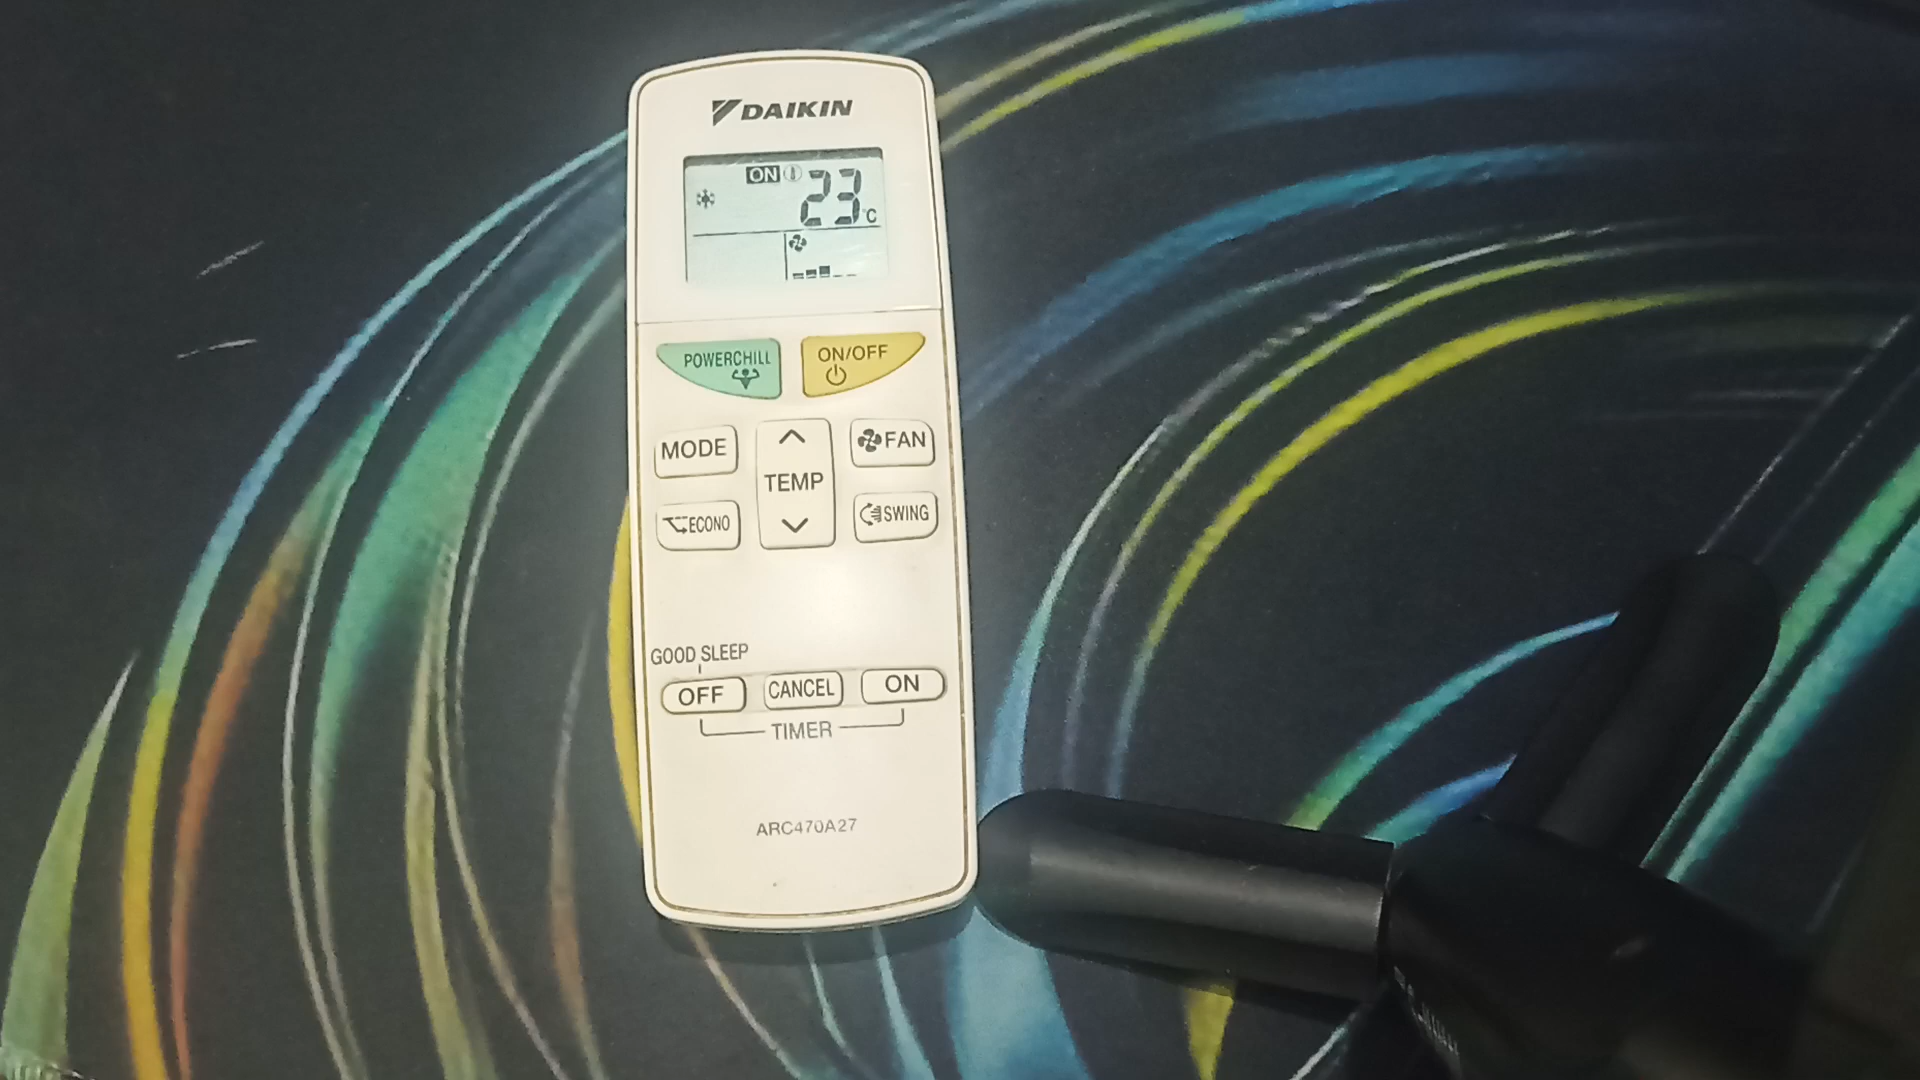 DAIKIN
ON 23°C
POWERCHILL ON/OFF
MODE TEMP FAN
ECONO SWING
GOOD SLEEP
OFF CANCEL ON
TIMER
ARC470A27